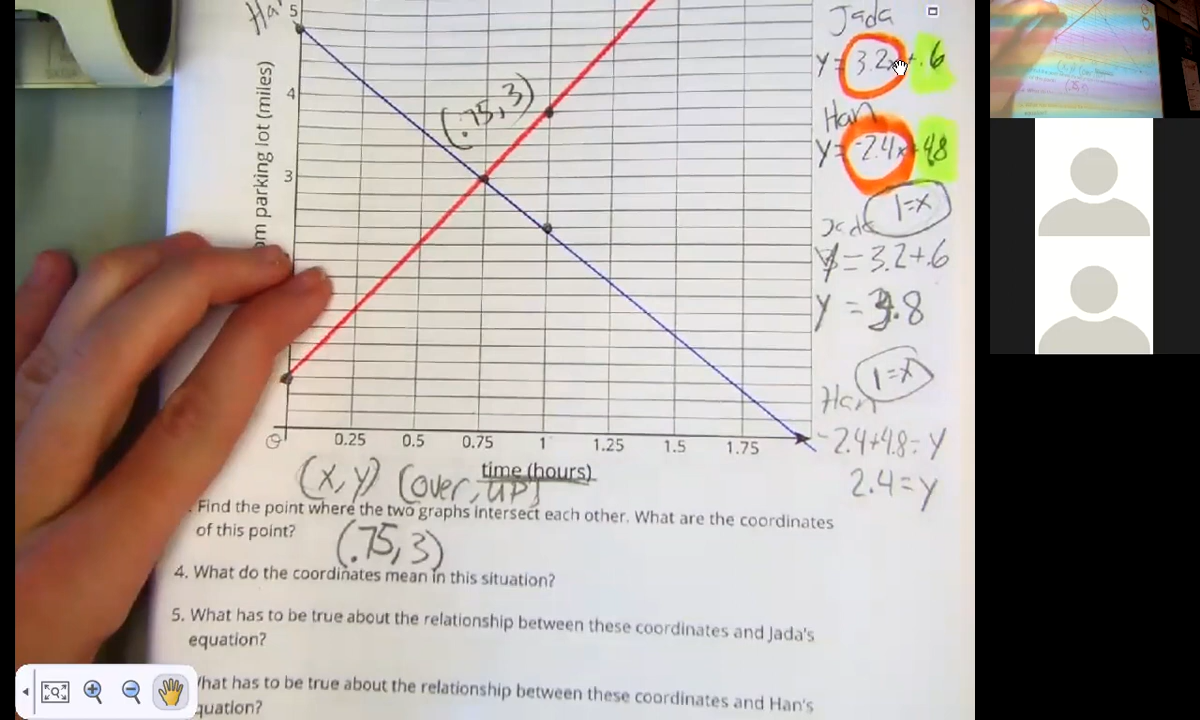 5
4
3
om parking lot (miles)
(.75, 3)
0.25 0.5 0.75 1 1.25 1.5 1.75
time (hours)
(x, y) (over, up)
Find the point where the two graphs intersect each other. What are the coordinates
of this point?
(.75, 3)
4. What do the coordinates mean in this situation?
5. What has to be true about the relationship between these coordinates and Jada's
equation?
What has to be true about the relationship between these coordinates and Han's
equation?
Jada
y = 3.2x + .6
Han
y = -2.4x + 4.8
1 = x
Jada
y = 3.2 + .6
y = 3.8
1 = x
Han
-2.4 + 4.8 = y
2.4 = y